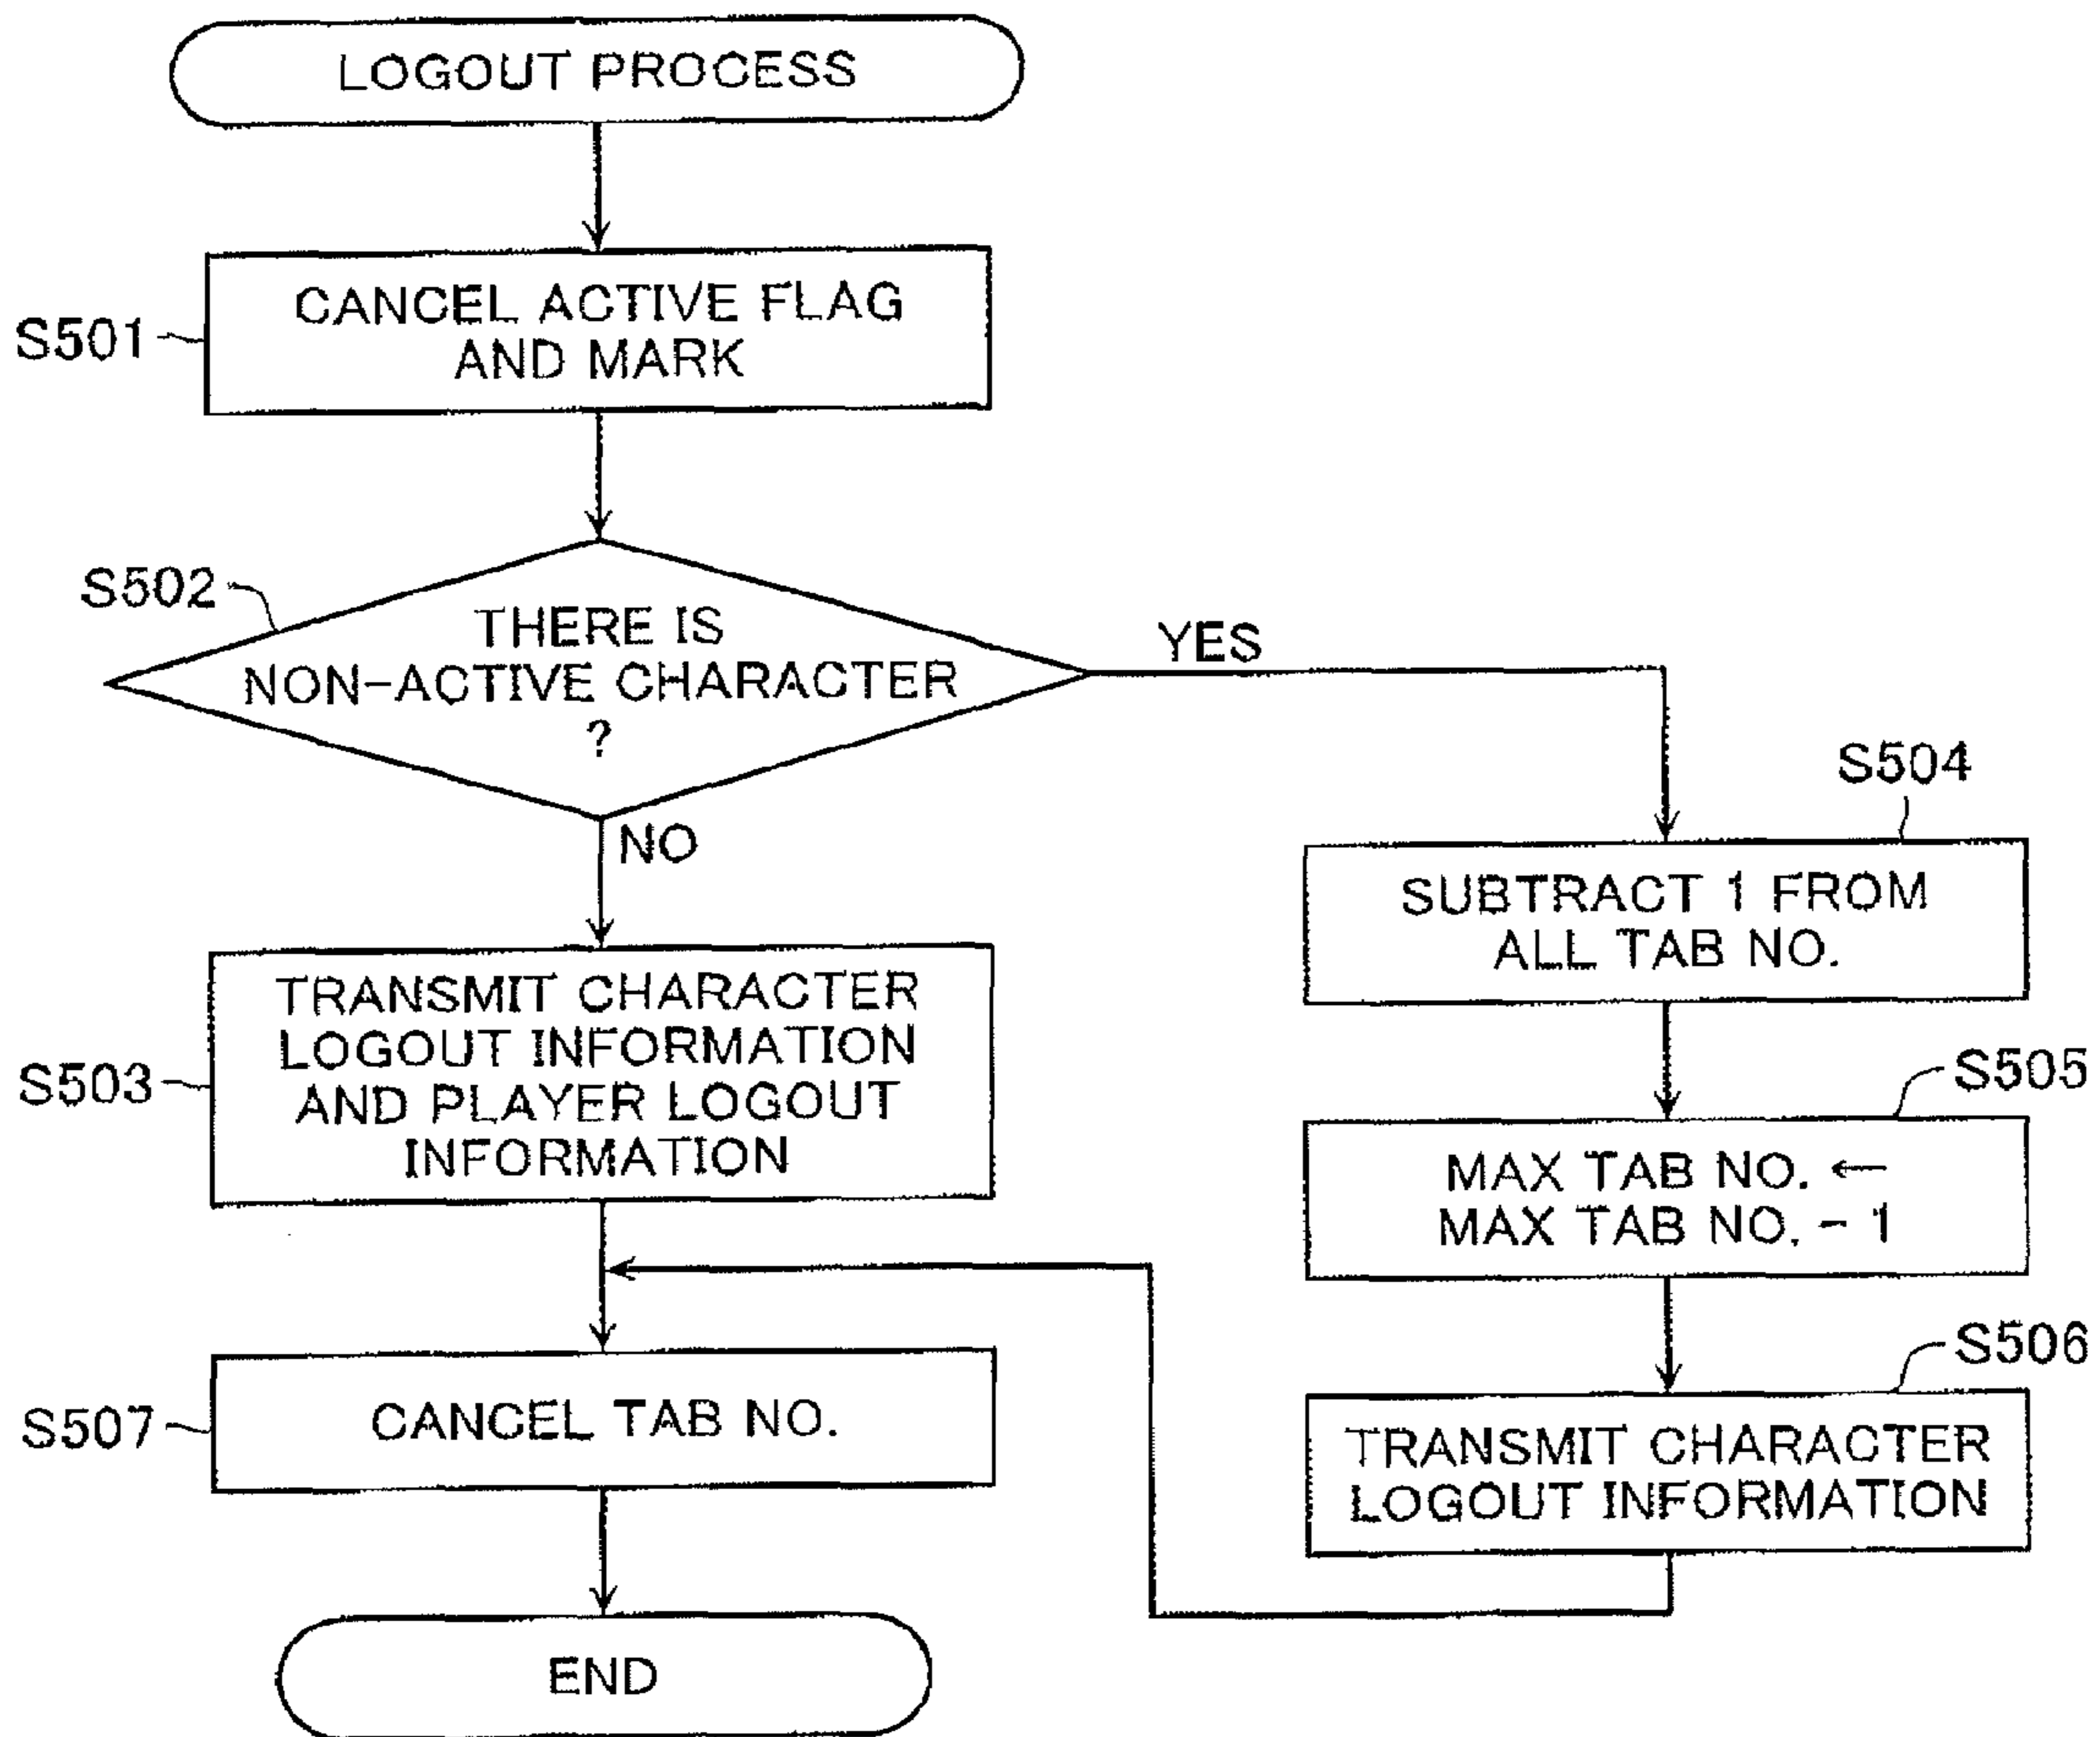 LOGOUT PROCESS
S501
CANCEL ACTIVE FLAG
AND MARK
S502
THERE IS
NON-ACTIVE CHARACTER
?
YES
NO
S503
TRANSMIT CHARACTER
LOGOUT INFORMATION
AND PLAYER LOGOUT
INFORMATION
S504
SUBTRACT 1 FROM
ALL TAB NO.
S505
MAX TAB NO. ←
MAX TAB NO. - 1
S506
TRANSMIT CHARACTER
LOGOUT INFORMATION
S507
CANCEL TAB NO.
END